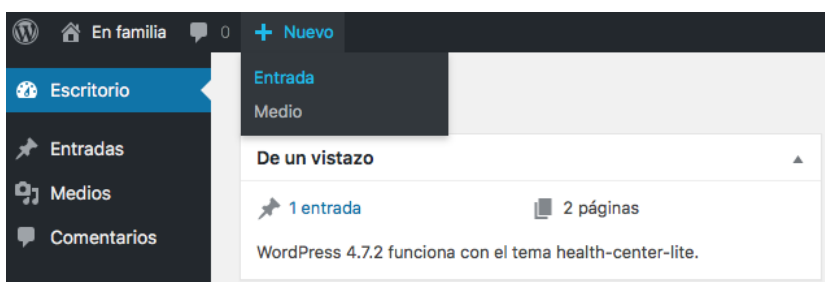 En familia 0 + Nuevo
Escritorio
Entradas
Medios
Comentarios
Entrada
Medio
De un vistazo
1 entrada 2 páginas
WordPress 4.7.2 funciona con el tema health-center-lite.